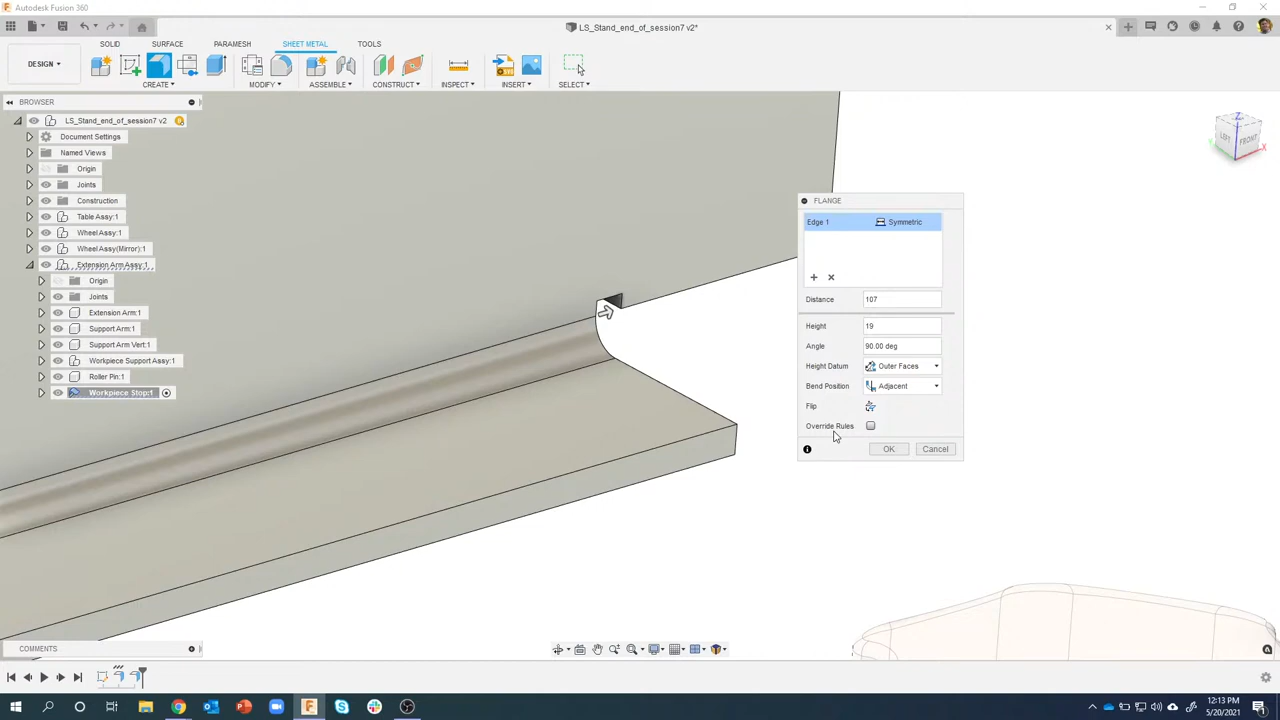 Autodesk Fusion 360
LS_Stand_end_of_session7 v2*
SOLID
SURFACE
PARAMESH
SHEET METAL
TOOLS
DESIGN
CREATE
MODIFY
ASSEMBLE
CONSTRUCT
INSPECT
INSERT
SELECT
BROWSER
LS_Stand_end_of_session7 v2
Document Settings
Named Views
Origin
Joints
Construction
Table Assy:1
Wheel Assy:1
Wheel Assy(Mirror):1
Extension Arm Assy:1
Origin
Joints
Extension Arm:1
Support Arm:1
Support Arm Vert:1
Workpiece Support Assy:1
Roller Pin:1
Workpiece Stop:1
Z
LEFT
FRONT
Y
X
FLANGE
Edge 1
Symmetric
Distance
107
Height
19
Angle
90.00 deg
Height Datum
Outer Faces
Bend Position
Adjacent
Flip
Override Rules
OK
Cancel
COMMENTS
12:13 PM
5/20/2021